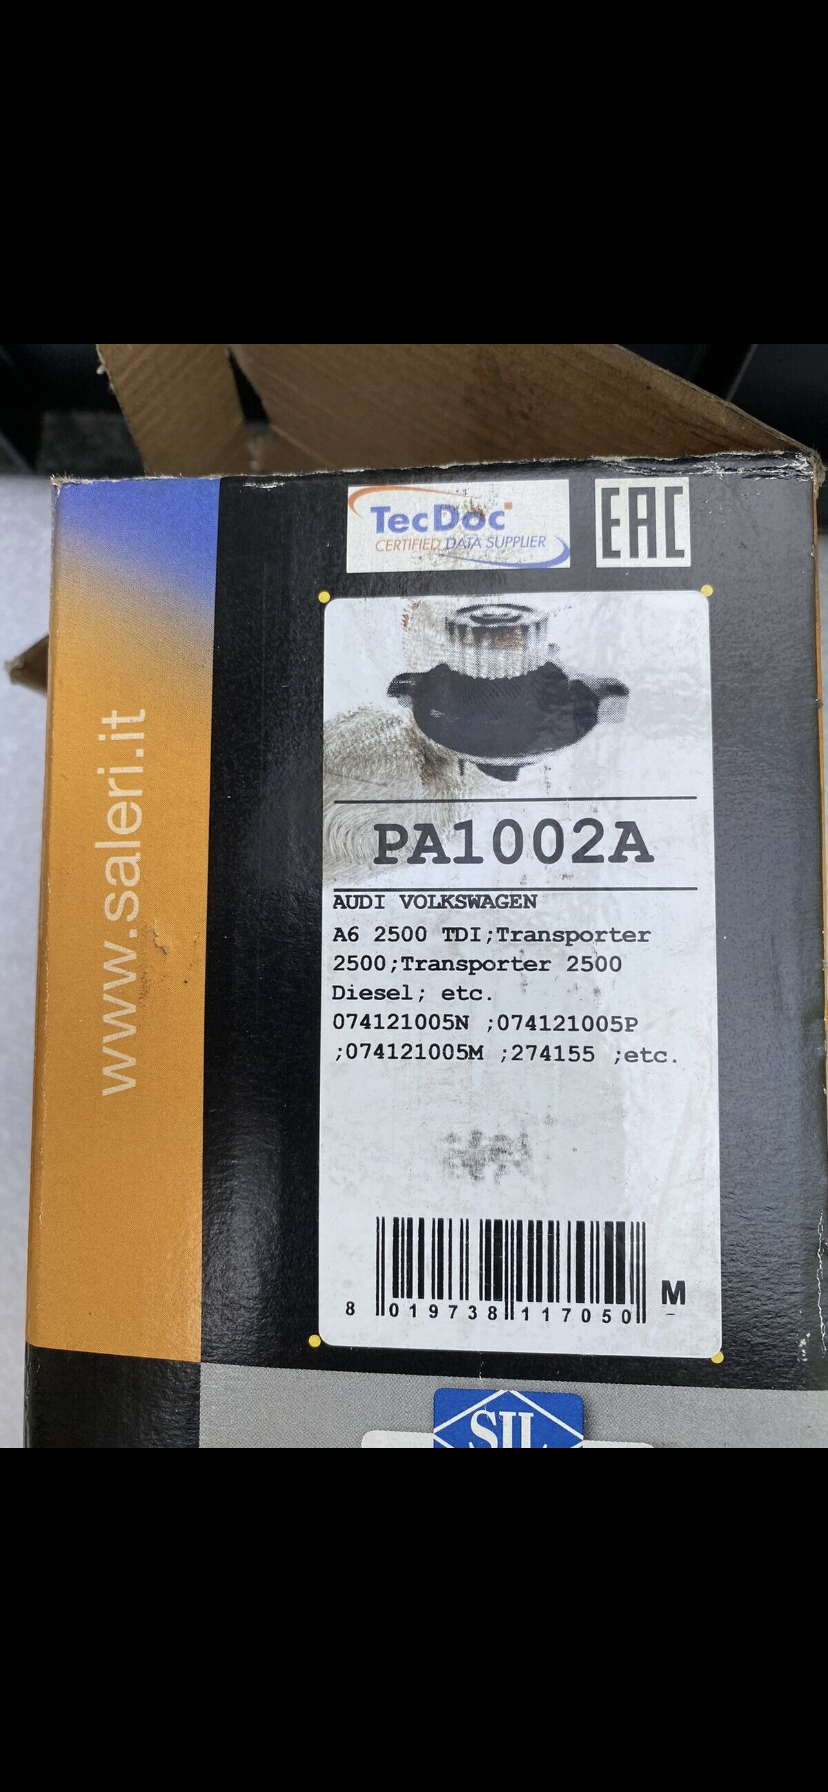 TecDoc
CERTIFIED DATA SUPPLIER
EAC
www.saleri.it
PA1002A
AUDI VOLKSWAGEN
A6 2500 TDI;Transporter
2500;Transporter 2500
Diesel; etc.
074121005N ;074121005P
;074121005M ;274155 ;etc.
8 019738 117050
M
SIL